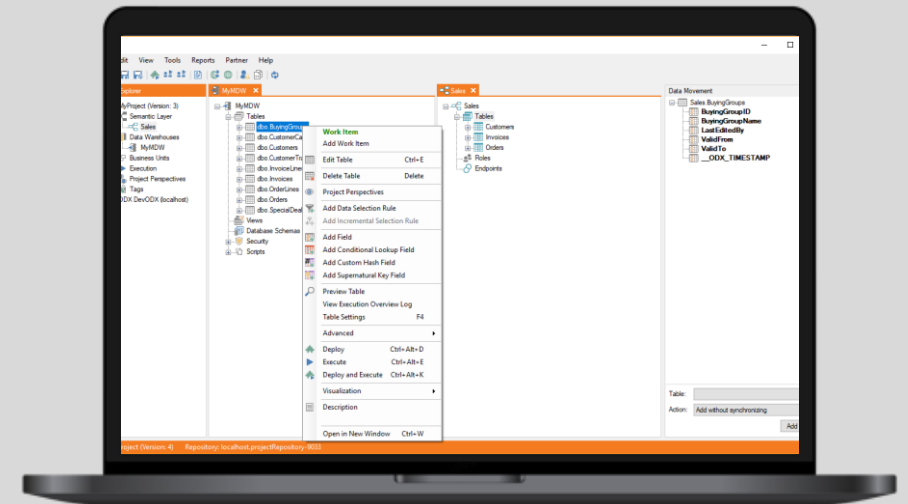 dit View Tools Reports Partner Help
Explorer
MyProject (Version: 3)
Semantic Layer
Sales
Data Warehouses
MyMDW
Business Units
Execution
Project Perspectives
Tags
ODX DevODX (localhost)
MyMDW
MyMDW
Tables
dbo.BuyingGroup
dbo.CustomerCa
dbo.Customers
dbo.CustomerTr
dbo.InvoiceLine
dbo.Invoices
dbo.OrderLines
dbo.Orders
dbo.SpecialDeal
Views
Database Schemas
Security
Scripts
Work Item
Add Work Item
Edit Table Ctrl+E
Delete Table Delete
Project Perspectives
Add Data Selection Rule
Add Incremental Selection Rule
Add Field
Add Conditional Lookup Field
Add Custom Hash Field
Add Supernatural Key Field
Preview Table
View Execution Overview Log
Table Settings F4
Advanced
Deploy Ctrl+Alt+D
Execute Ctrl+Alt+E
Deploy and Execute Ctrl+Alt+K
Visualization
Description
Open in New Window Ctrl+W
Sales
Sales
Tables
Customers
Invoices
Orders
Roles
Endpoints
Data Movement
Sales.BuyingGroups
BuyingGroupID
BuyingGroupName
LastEditedBy
ValidFrom
ValidTo
__ODX_TIMESTAMP
Table:
Action: Add without synchronizing
Add
roject (Version: 4) Repository: localhost.projectRepository-9033